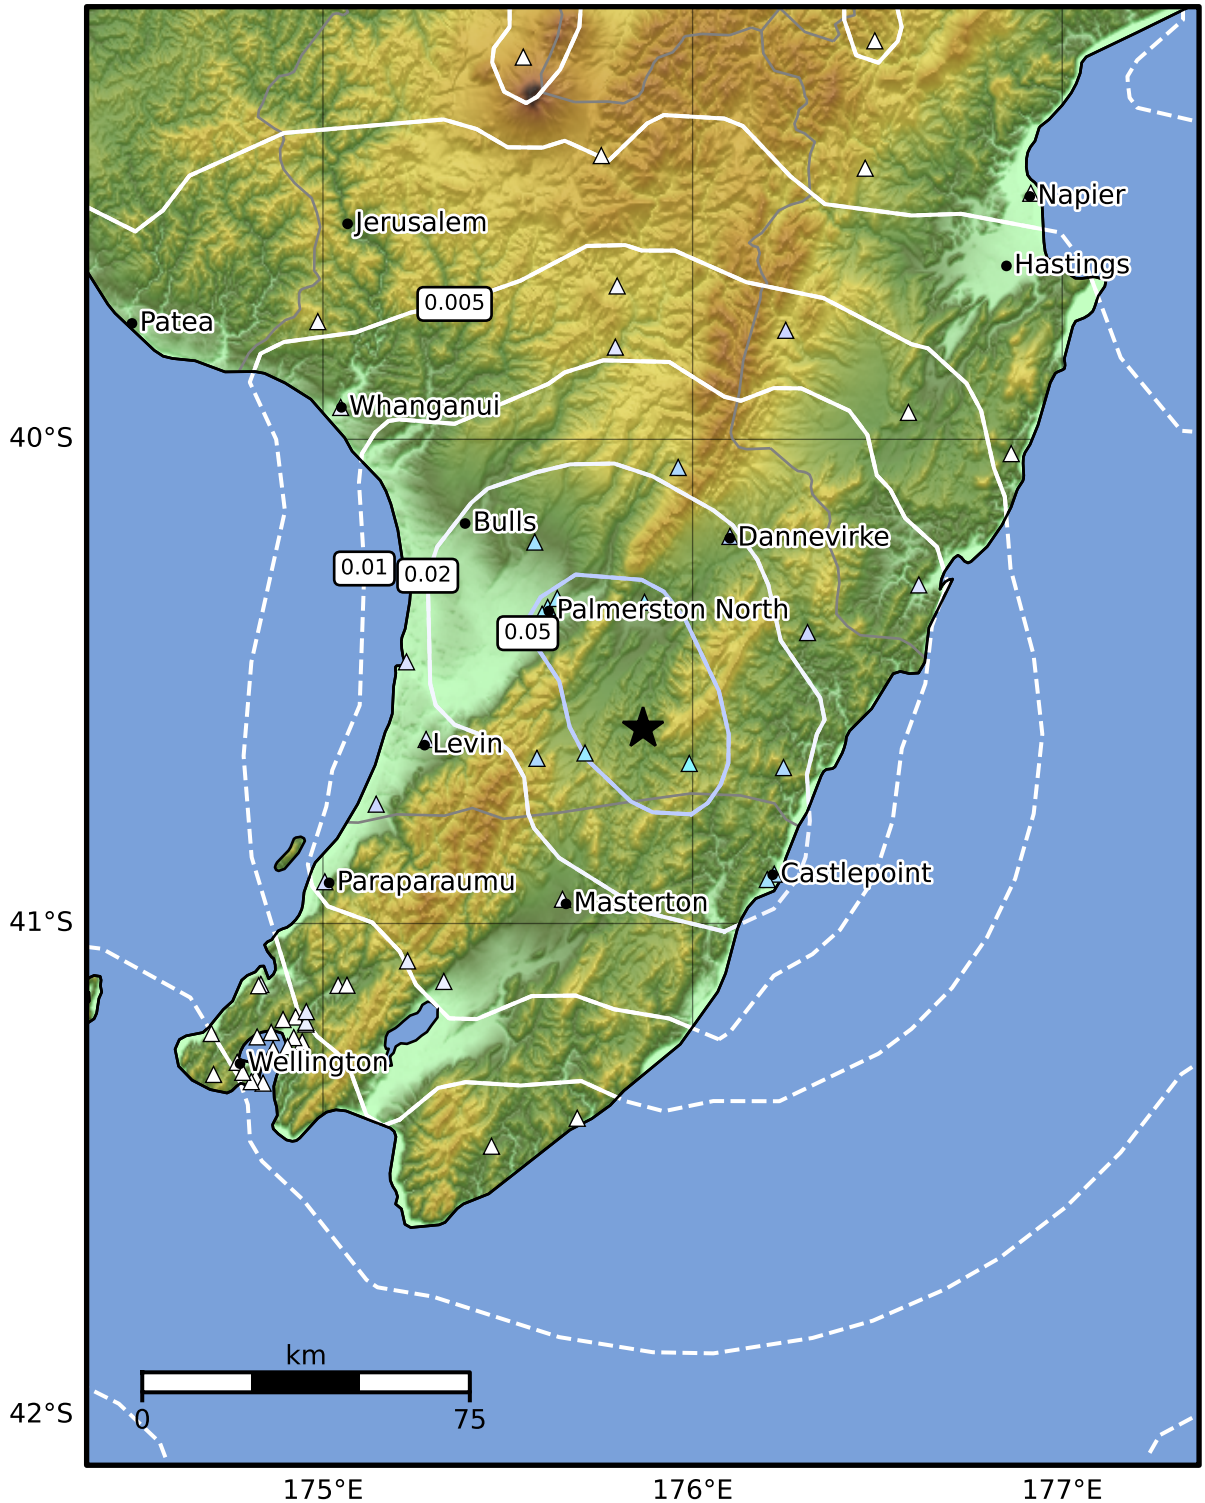 Napier
Jerusalem
Hastings
0.005
Patea
Whanganui
40°S
Bulls
Dannevirke
0.01
0.02
Palmerston North
0.05
Levin
Castlepoint
Paraparaumu
Masterton
41°S
Wellington
km
0
75
42°S
175°E
176°E
177°E